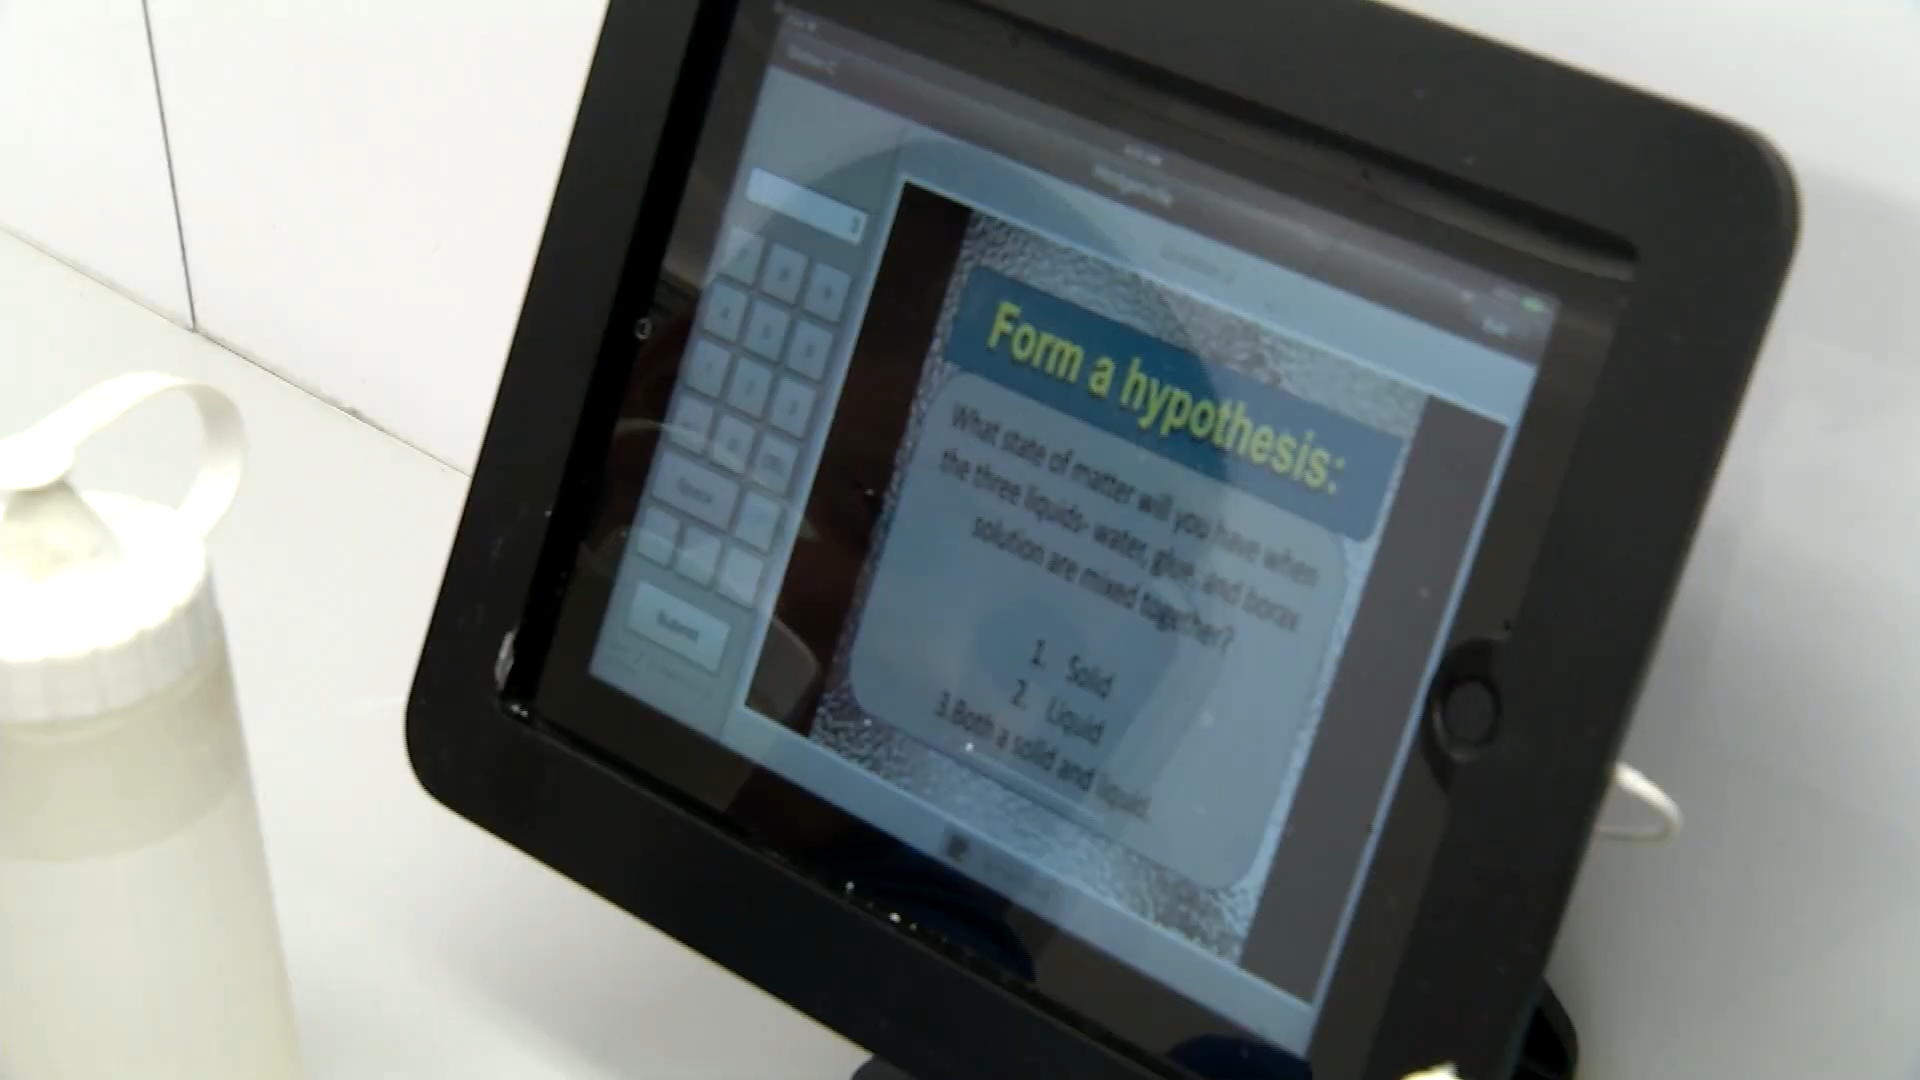 Form a hypothesis:
What state of matter will you have when
the three liquids- water, glue, and borax
solution are mixed together?
1. Solid
2. Liquid
3.Both a solid and liquid
Submit